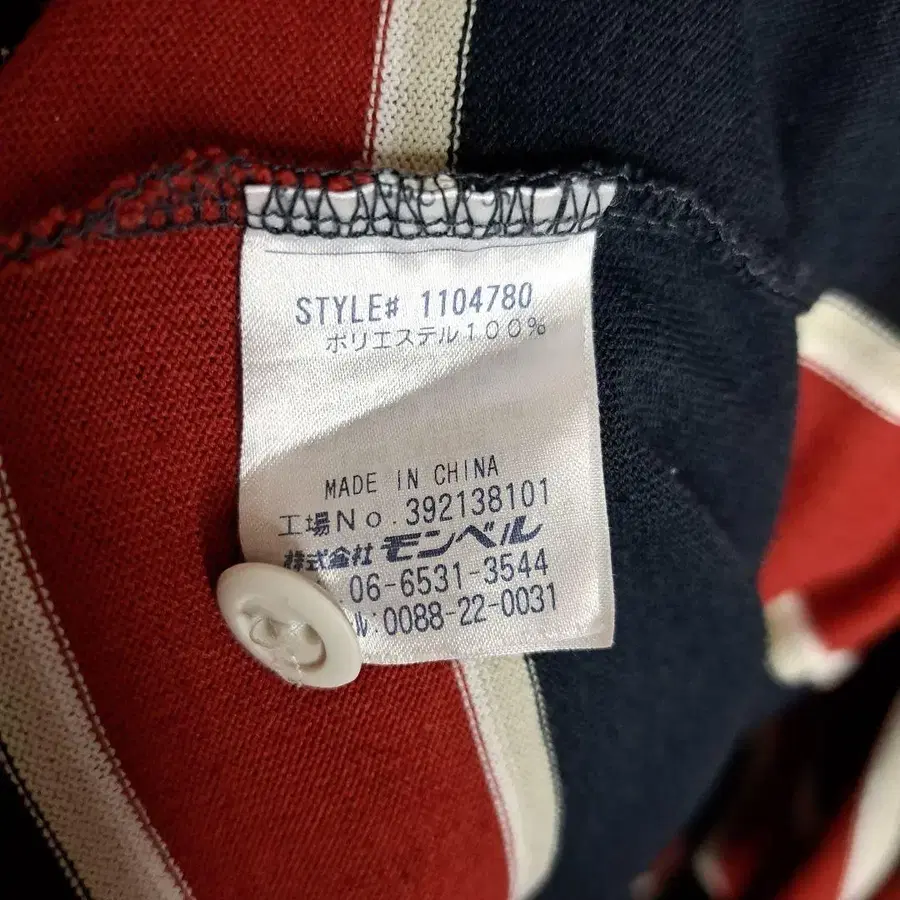 STYLE# 1104780
ポリエステル100%
MADE IN CHINA
工場No.392138101
株式会社 モンベル
06-6531-3544
ル:0088-22-0031